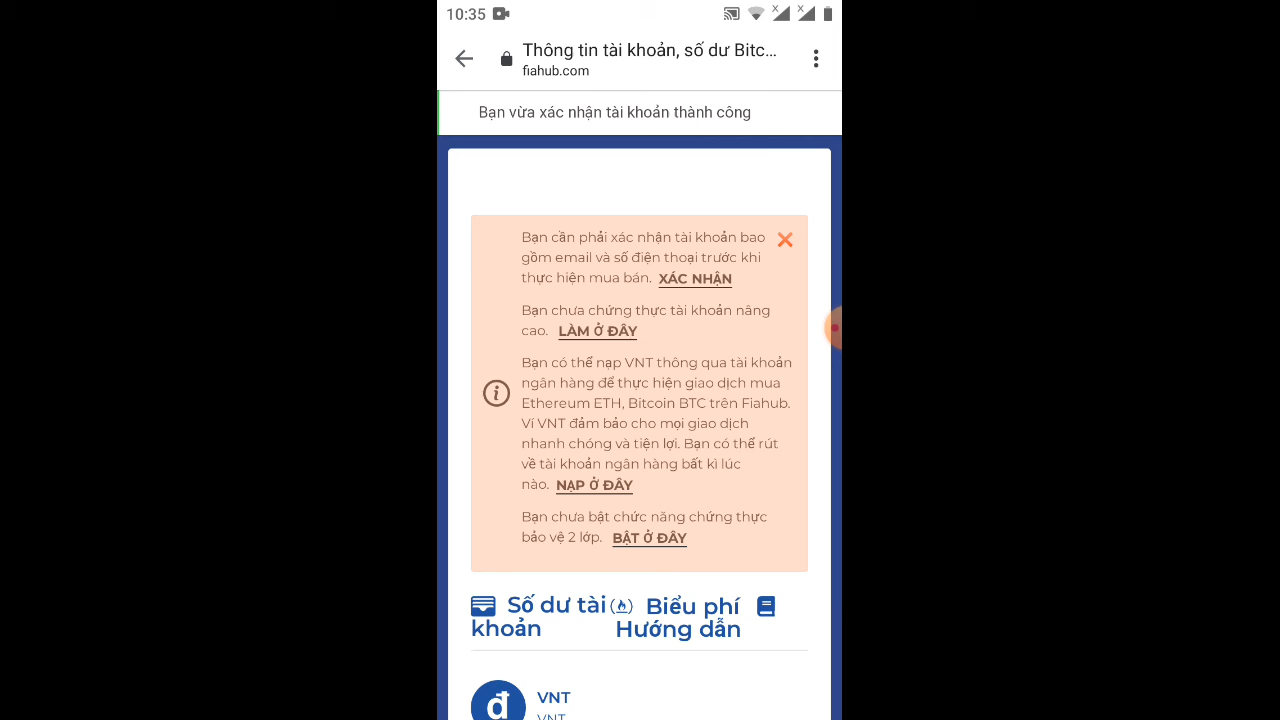 10:35
Thông tin tài khoản, số dư Bitc...
fiahub.com
Bạn vừa xác nhận tài khoản thành công
Bạn cần phải xác nhận tài khoản bao
gồm email và số điện thoại trước khi
thực hiện mua bán. XÁC NHẬN
Bạn chưa chứng thực tài khoản nâng
cao. LÀM Ở ĐÂY
Bạn có thể nạp VNT thông qua tài khoản
ngân hàng để thực hiện giao dịch mua
Ethereum ETH, Bitcoin BTC trên Fiahub.
Ví VNT đảm bảo cho mọi giao dịch
nhanh chóng và tiện lợi. Bạn có thể rút
về tài khoản ngân hàng bất kì lúc
nào. NẠP Ở ĐÂY
Bạn chưa bật chức năng chứng thực
bảo vệ 2 lớp. BẬT Ở ĐÂY
Số dư tài khoản
Biểu phí
Hướng dẫn
đ
VNT
VNT